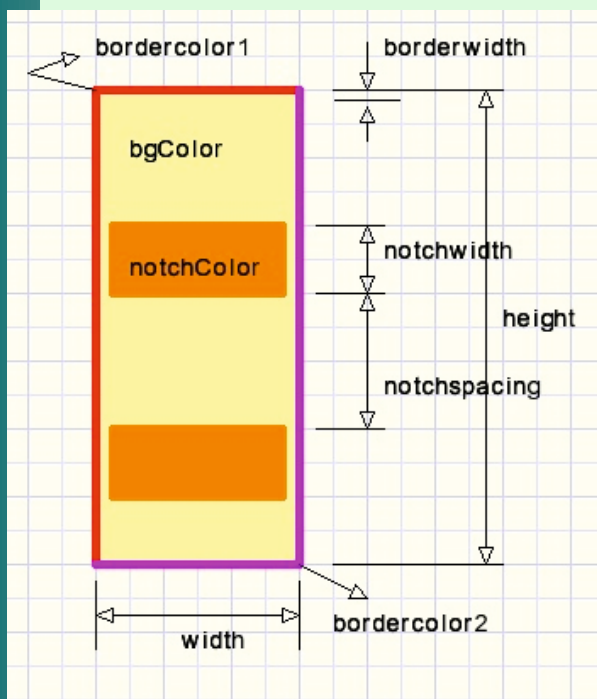 bordercolor1
borderwidth
bgColor
notchwidth
notchColor
height
notchspacing
bordercolor2
width